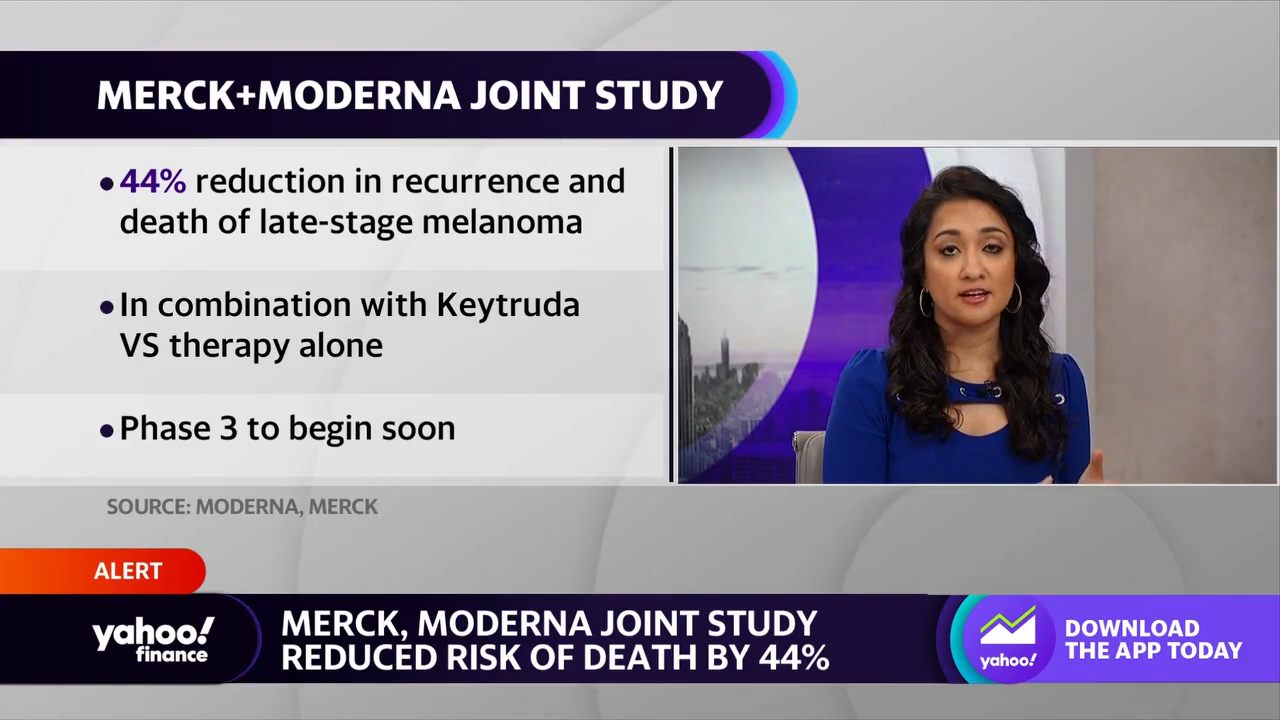 MERCK+MODERNA JOINT STUDY
• 44% reduction in recurrence and
death of late-stage melanoma
• In combination with Keytruda
VS therapy alone
• Phase 3 to begin soon
SOURCE: MODERNA, MERCK
ALERT
yahoo!
finance
MERCK, MODERNA JOINT STUDY
REDUCED RISK OF DEATH BY 44%
yahoo!
DOWNLOAD
THE APP TODAY